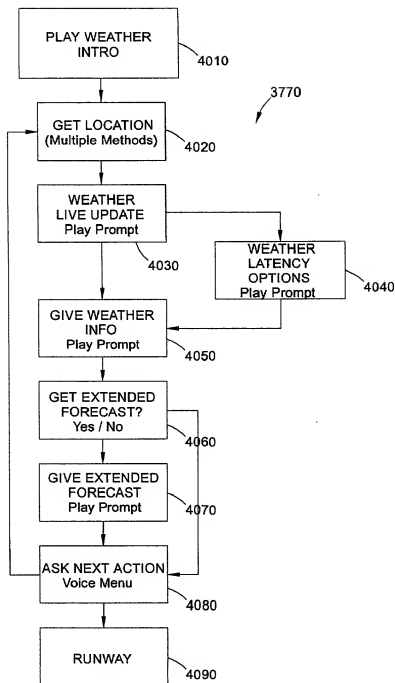 PLAY WEATHER
INTRO
4010
3770
GET LOCATION
(Multiple Methods)
4020
WEATHER
LIVE UPDATE
Play Prompt
4030
WEATHER
LATENCY
OPTIONS
Play Prompt
4040
GIVE WEATHER
INFO
Play Prompt
4050
GET EXTENDED
FORECAST?
Yes / No
4060
GIVE EXTENDED
FORECAST
Play Prompt
4070
ASK NEXT ACTION
Voice Menu
4080
RUNWAY
4090